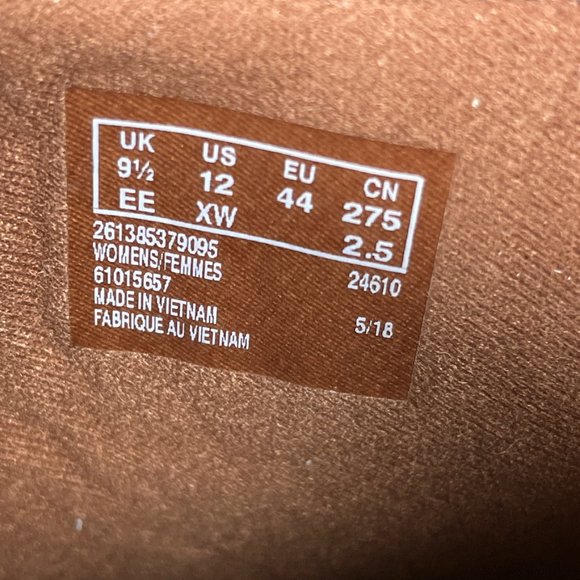 UK US EU CN
9½ 12 44 275
EE XW 2.5
261385379095
WOMENS/FEMMES 24610
61015657
MADE IN VIETNAM 5/18
FABRIQUE AU VIETNAM